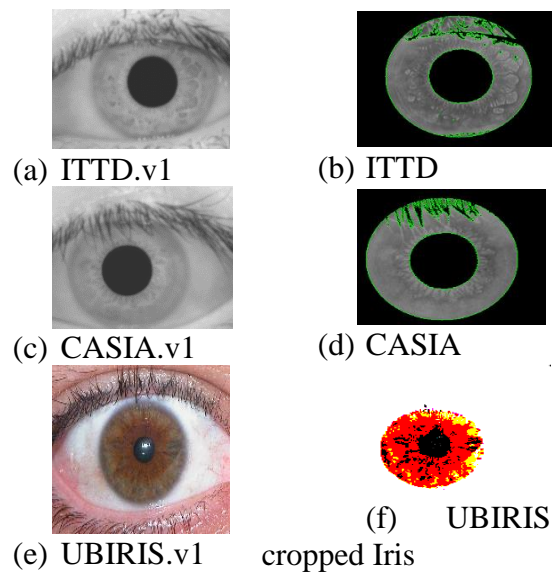 (a) ITTD.v1
(b) ITTD
(c) CASIA.v1
(d) CASIA
(f) UBIRIS
(e) UBIRIS.v1 cropped Iris